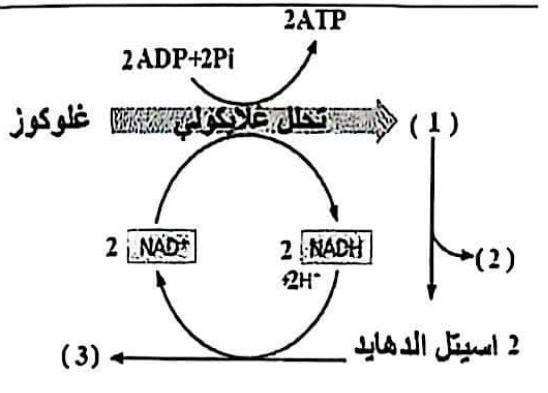 2ATP
2ADP+2Pi
غلوكوز تحلل غلايكولي (1)
2 NAD⁺ 2 NADH
+2H⁺
(2)
2 اسيتل الدهايد
(3)